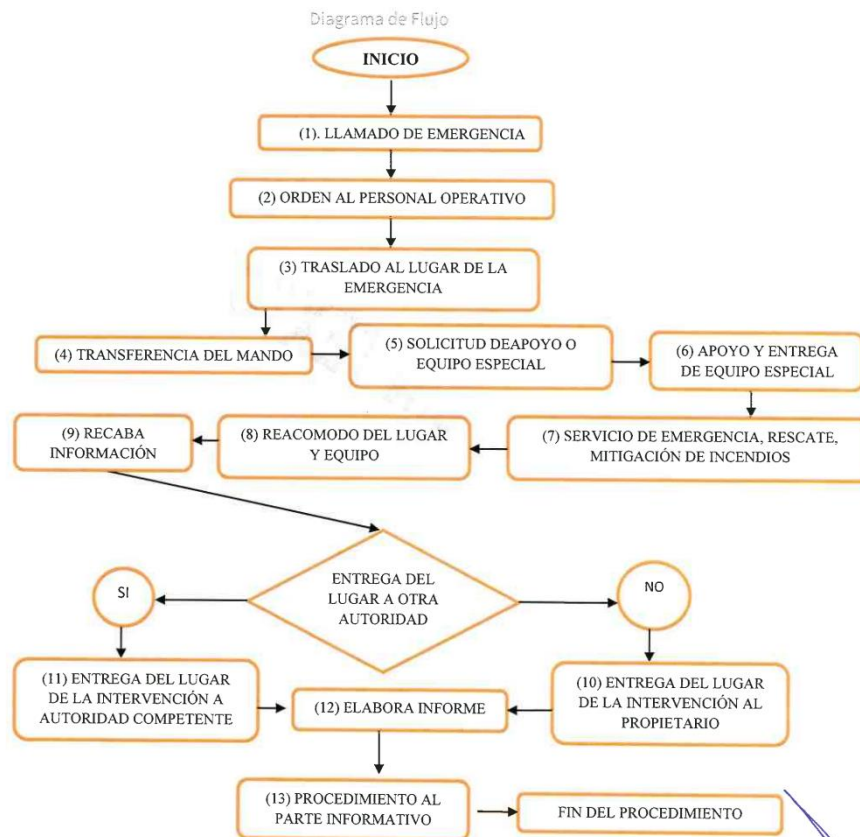 Diagrama de Flujo
INICIO
(1). LLAMADO DE EMERGENCIA
(2) ORDEN AL PERSONAL OPERATIVO
(3) TRASLADO AL LUGAR DE LA
EMERGENCIA
(4) TRANSFERENCIA DEL MANDO
(5) SOLICITUD DEAPOYO O
EQUIPO ESPECIAL
(6) APOYO Y ENTREGA
DE EQUIPO ESPECIAL
(7) SERVICIO DE EMERGENCIA, RESCATE,
MITIGACIÓN DE INCENDIOS
(8) REACOMODO DEL LUGAR
Y EQUIPO
(9) RECABA
INFORMACIÓN
ENTREGA DEL
LUGAR A OTRA
AUTORIDAD
SI
NO
(11) ENTREGA DEL LUGAR
DE LA INTERVENCIÓN A
AUTORIDAD COMPETENTE
(10) ENTREGA DEL LUGAR
DE LA INTERVENCIÓN AL
PROPIETARIO
(12) ELABORA INFORME
(13) PROCEDIMIENTO AL
PARTE INFORMATIVO
FIN DEL PROCEDIMIENTO